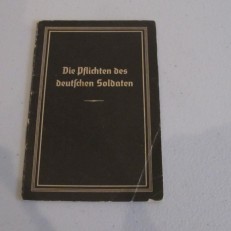 Die Pflichten des
deutschen Soldaten